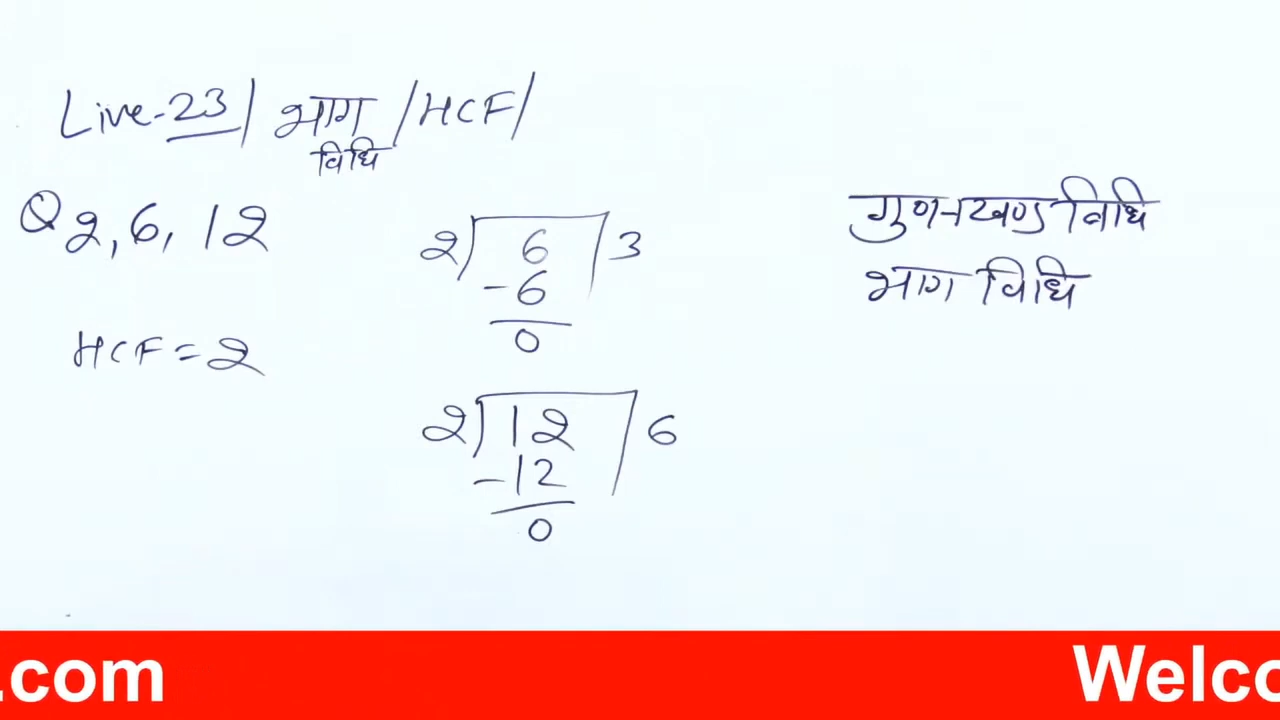 Live-23/ भाग /HCF/
विधि
Q 2, 6, 12
HCF = 2
2) 6 /3
-6
0
2) 12 /6
-12
0
गुणनखण्ड विधि
भाग विधि
.com Welco